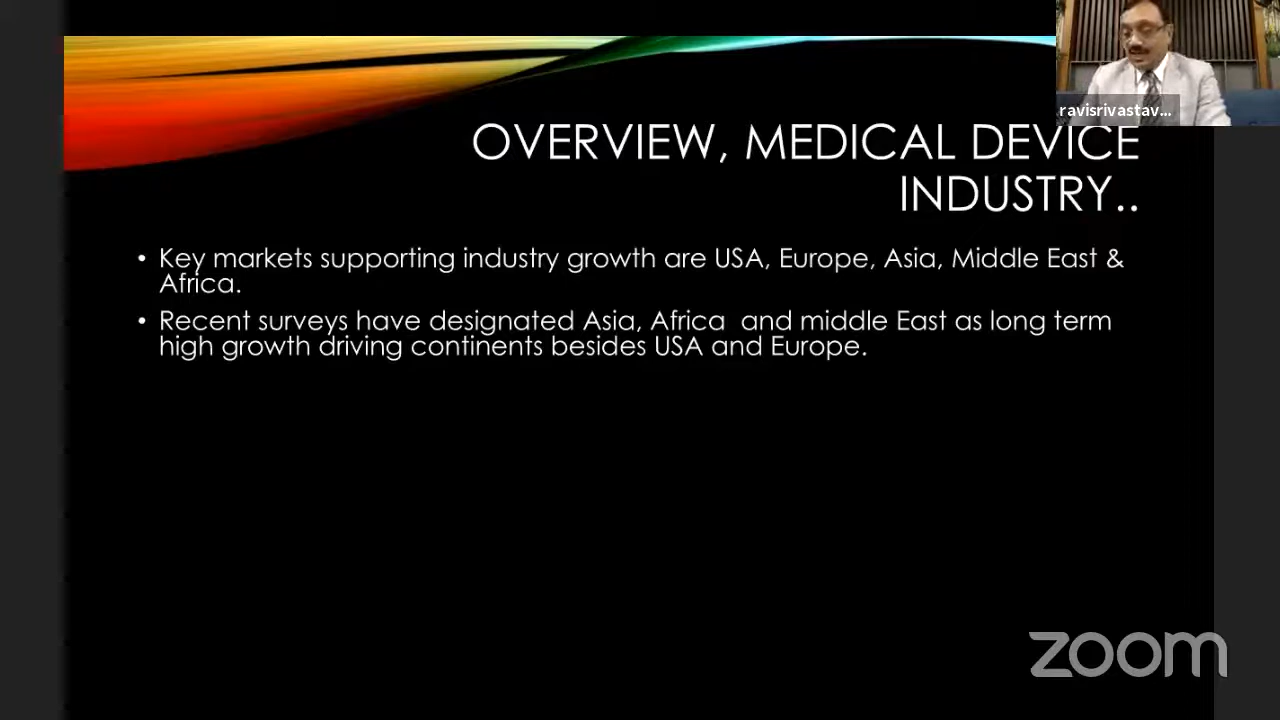 ravisrivastav...
OVERVIEW, MEDICAL DEVICE
INDUSTRY..
• Key markets supporting industry growth are USA, Europe, Asia, Middle East &
Africa.
• Recent surveys have designated Asia, Africa and middle East as long term
high growth driving continents besides USA and Europe.
zoom